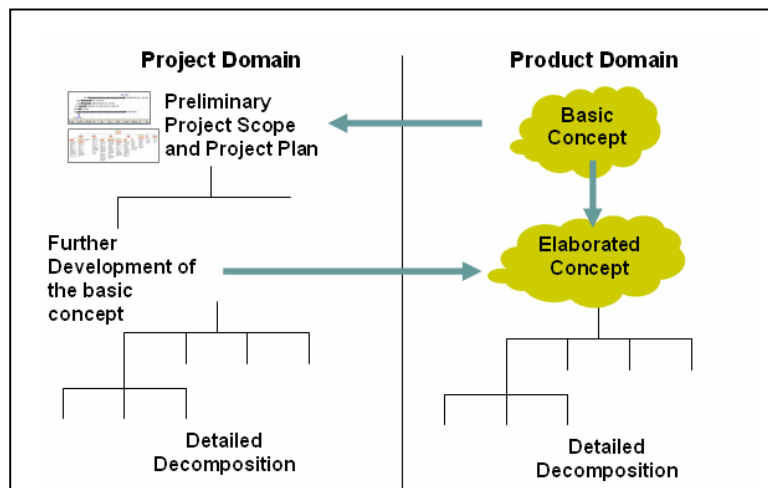 Project Domain
Product Domain
Preliminary
Project Scope
and Project Plan
Basic
Concept
Further
Development of
the basic
concept
Elaborated
Concept
Detailed
Decomposition
Detailed
Decomposition